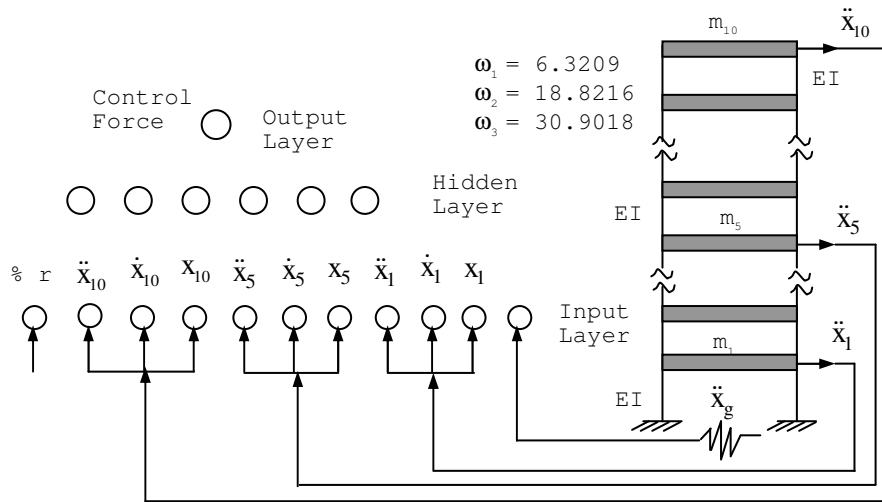 m₁₀
ẍ₁₀
ω₁ = 6.3209
ω₂ = 18.8216
ω₃ = 30.9018
EI
Control
Force
Output
Layer
Hidden
Layer
EI
m₅
ẍ₅
% r
ẍ₁₀
ẋ₁₀
x₁₀
ẍ₅
ẋ₅
x₅
ẍ₁
ẋ₁
x₁
Input
Layer
m₁
ẍ₁
EI
ẍg